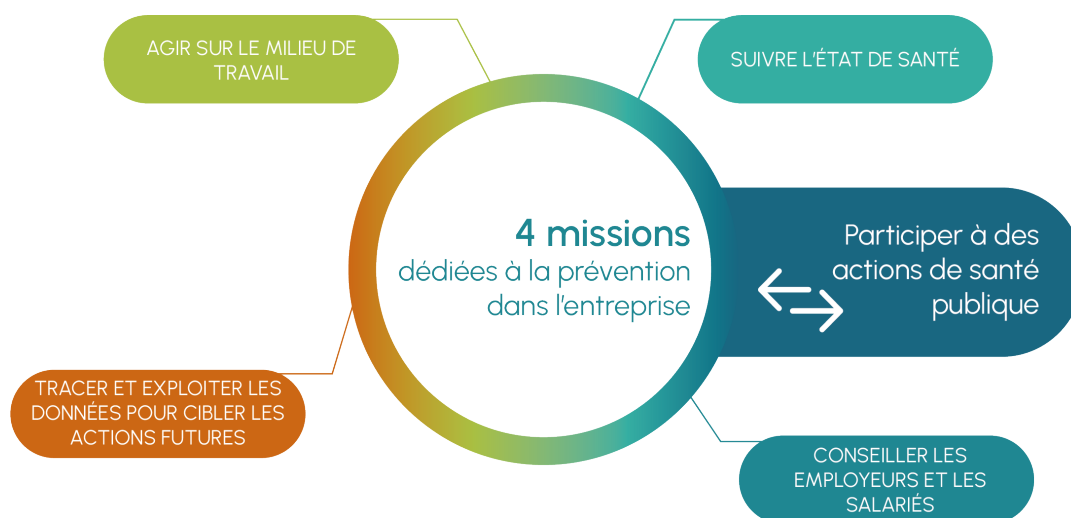 AGIR SUR LE MILIEU DE
TRAVAIL
SUIVRE L'ÉTAT DE SANTÉ
4 missions
dédiées à la prévention
dans l'entreprise
Participer à des
actions de santé
publique
TRACER ET EXPLOITER LES
DONNÉES POUR CIBLER LES
ACTIONS FUTURES
CONSEILLER LES
EMPLOYEURS ET LES
SALARIÉS